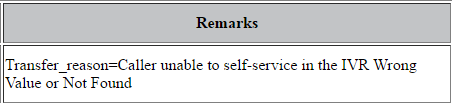 Remarks
Transfer_reason=Caller unable to self-service in the IVR Wrong
Value or Not Found